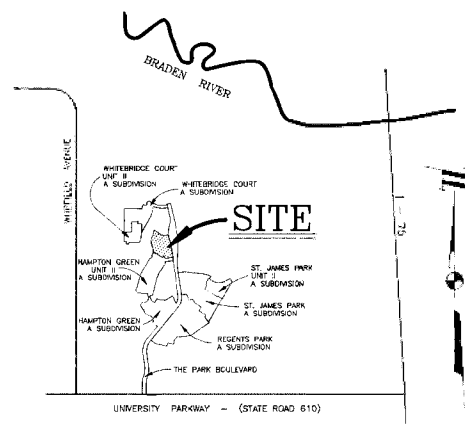 BRADEN RIVER
WHITFIELD AVENUE
I - 75
WHITEBRIDGE COURT
UNIT II
A SUBDIVISION
WHITEBRIDGE COURT
A SUBDIVISION
SITE
HAMPTON GREEN
UNIT II
A SUBDIVISION
ST. JAMES PARK
UNIT II
A SUBDIVISION
ST. JAMES PARK
A SUBDIVISION
HAMPTON GREEN
A SUBDIVISION
REGENTS PARK
A SUBDIVISION
THE PARK BOULEVARD
UNIVERSITY PARKWAY - (STATE ROAD 610)